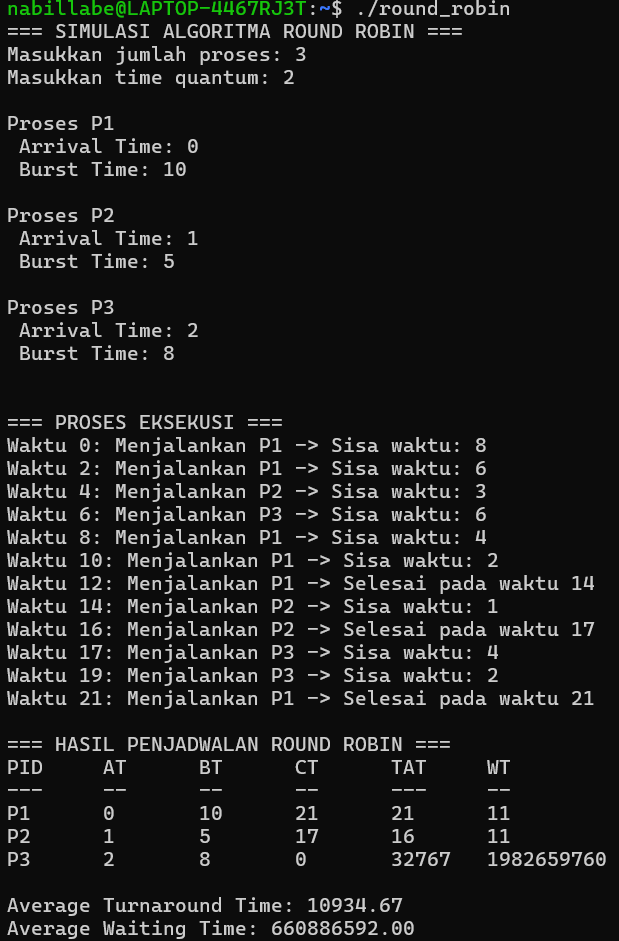 nabillabe@LAPTOP-4467RJ3T:~$ ./round_robin
=== SIMULASI ALGORITMA ROUND ROBIN ===
Masukkan jumlah proses: 3
Masukkan time quantum: 2

Proses P1
 Arrival Time: 0
 Burst Time: 10

Proses P2
 Arrival Time: 1
 Burst Time: 5

Proses P3
 Arrival Time: 2
 Burst Time: 8


=== PROSES EKSEKUSI ===
Waktu 0: Menjalankan P1 -> Sisa waktu: 8
Waktu 2: Menjalankan P1 -> Sisa waktu: 6
Waktu 4: Menjalankan P2 -> Sisa waktu: 3
Waktu 6: Menjalankan P3 -> Sisa waktu: 6
Waktu 8: Menjalankan P1 -> Sisa waktu: 4
Waktu 10: Menjalankan P1 -> Sisa waktu: 2
Waktu 12: Menjalankan P1 -> Selesai pada waktu 14
Waktu 14: Menjalankan P2 -> Sisa waktu: 1
Waktu 16: Menjalankan P2 -> Selesai pada waktu 17
Waktu 17: Menjalankan P3 -> Sisa waktu: 4
Waktu 19: Menjalankan P3 -> Sisa waktu: 2
Waktu 21: Menjalankan P1 -> Selesai pada waktu 21

=== HASIL PENJADWALAN ROUND ROBIN ===
PID     AT      BT      CT      TAT     WT
---     --      --      --      ---     --
P1      0       10      21      21      11
P2      1       5       17      16      11
P3      2       8       0       32767   1982659760

Average Turnaround Time: 10934.67
Average Waiting Time: 660886592.00